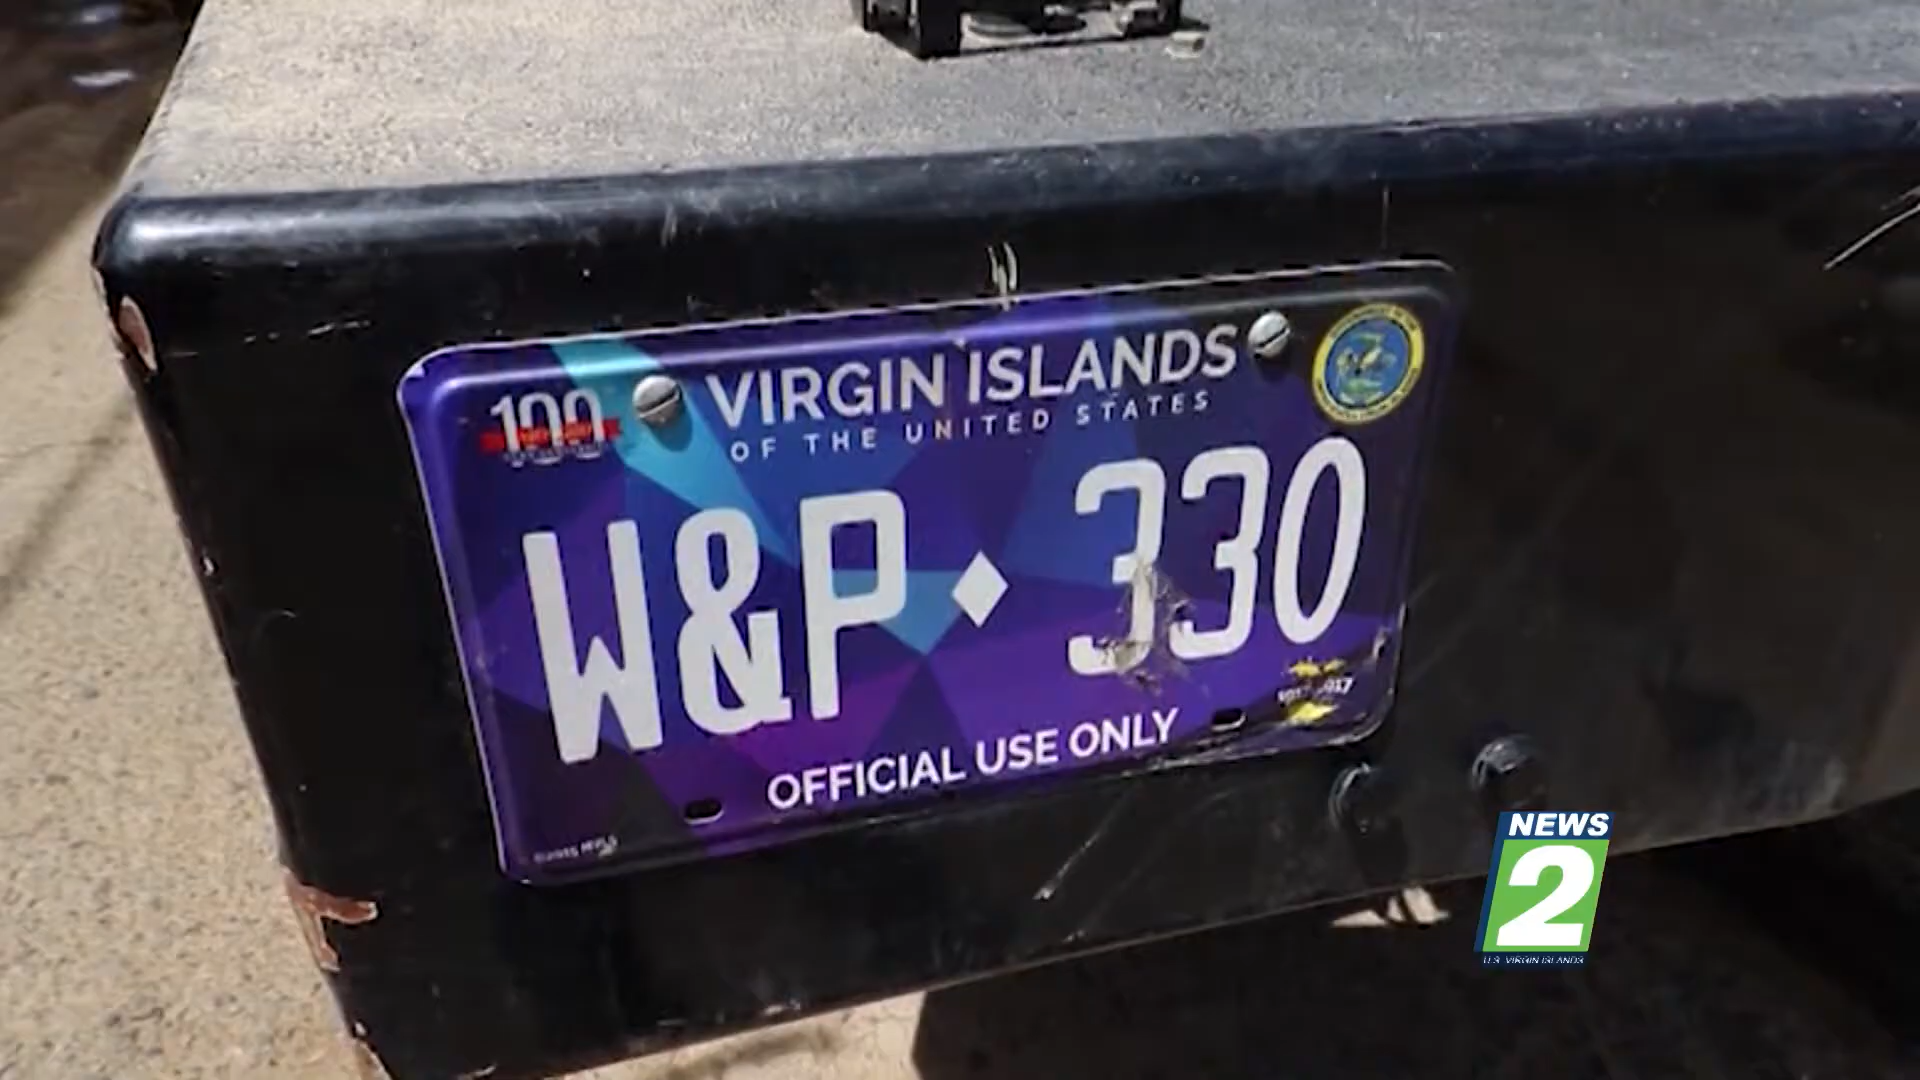 100
VIRGIN ISLANDS
OF THE UNITED STATES
W&P ♦ 330
OFFICIAL USE ONLY
NEWS
2
U.S. VIRGIN ISLANDS